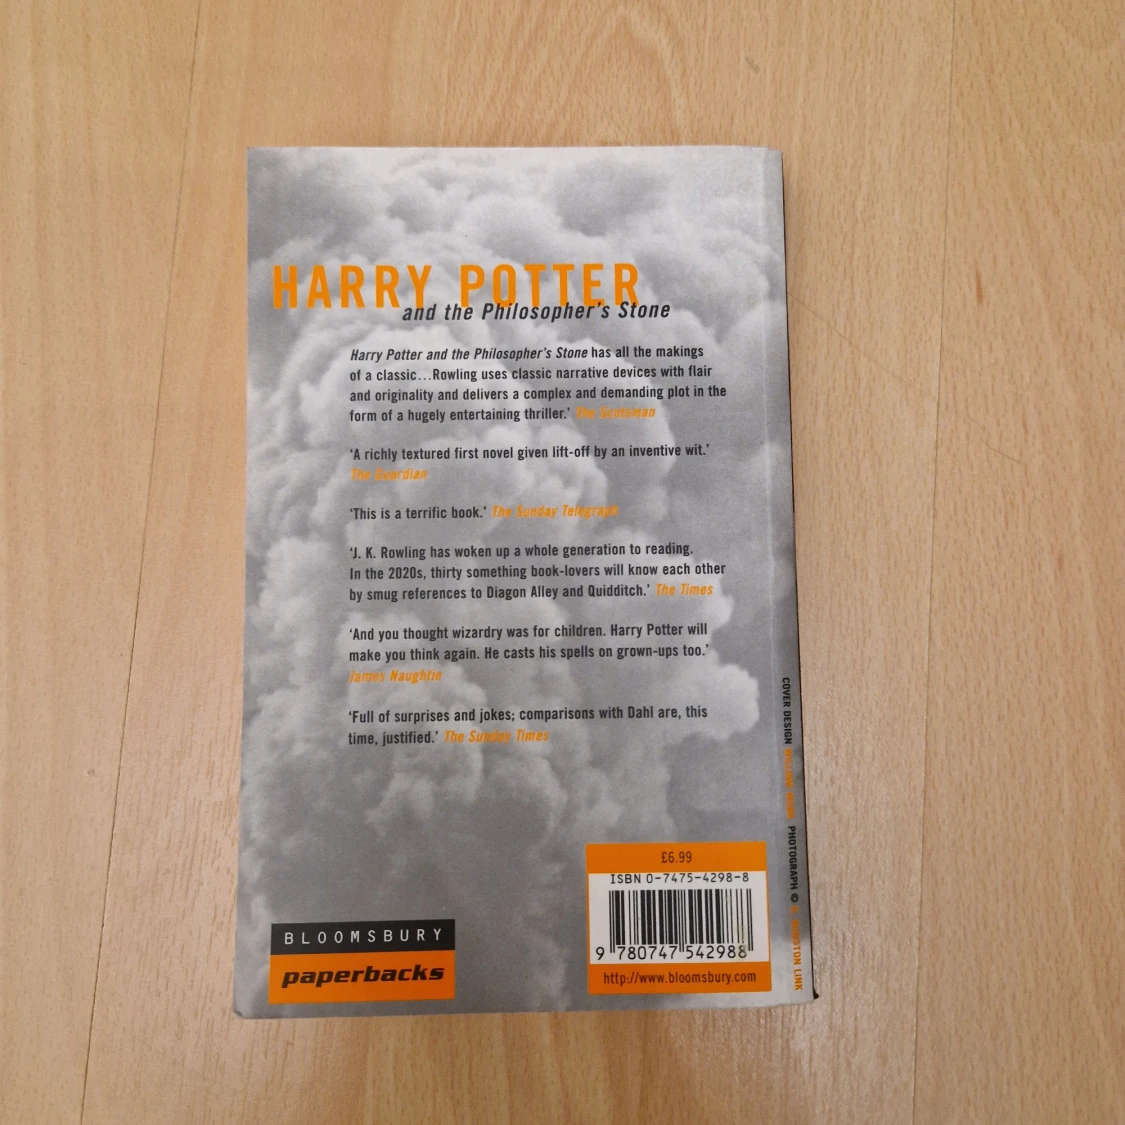 HARRY POTTER
and the Philosopher's Stone
Harry Potter and the Philosopher's Stone has all the makings
of a classic...Rowling uses classic narrative devices with flair
and originality and delivers a complex and demanding plot in the
form of a hugely entertaining thriller.' The Scotsman
'A richly textured first novel given lift-off by an inventive wit.'
The Guardian
'This is a terrific book.' The Sunday Telegraph
'J. K. Rowling has woken up a whole generation to reading.
In the 2020s, thirty something book-lovers will know each other
by smug references to Diagon Alley and Quidditch.' The Times
'And you thought wizardry was for children. Harry Potter will
make you think again. He casts his spells on grown-ups too.'
James Naughtie
'Full of surprises and jokes; comparisons with Dahl are, this
time, justified.' The Sunday Times
COVER DESIGN PHOTOGRAPH © WINSTON LINK
£6.99
ISBN 0-7475-4298-8
9 780747 542988
http://www.bloomsbury.com
BLOOMSBURY
paperbacks